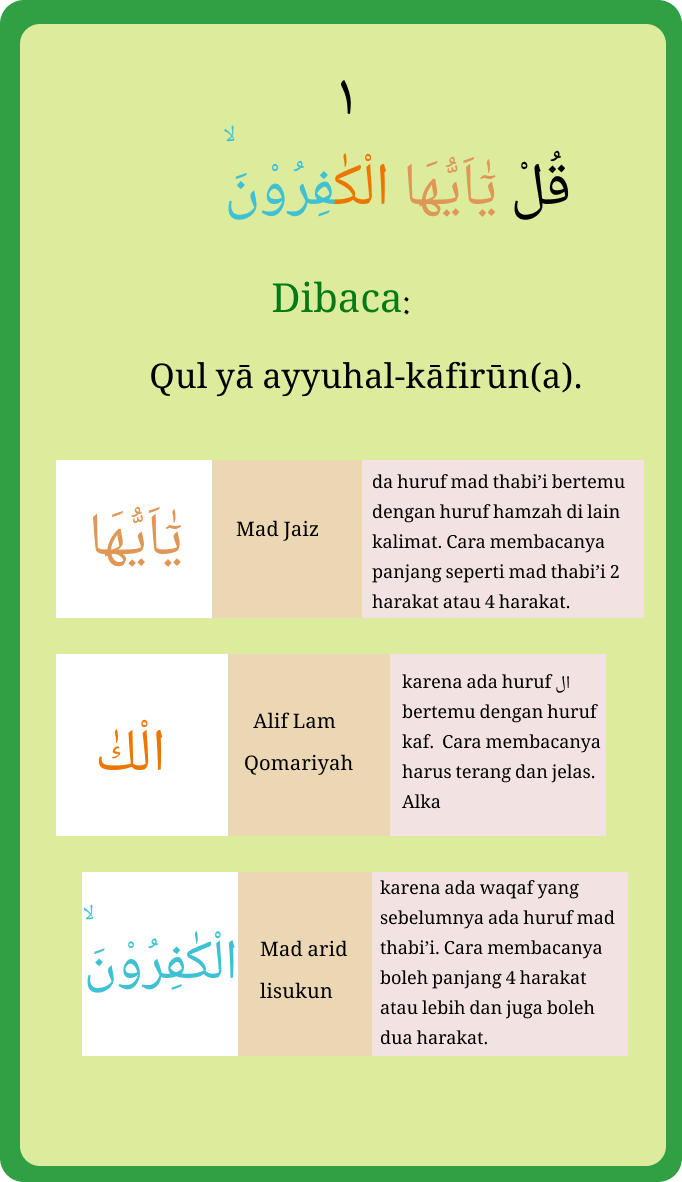 ١
قُلْ يٰٓاَيُّهَا الْكٰفِرُوْنَۙ
Dibaca:
Qul yā ayyuhal-kāfirūn(a).
يٰٓاَيُّهَا
Mad Jaiz
da huruf mad thabi’i bertemu
dengan huruf hamzah di lain
kalimat. Cara membacanya
panjang seperti mad thabi’i 2
harakat atau 4 harakat.
الْكٰ
Alif Lam
Qomariyah
karena ada huruf ال
bertemu dengan huruf
kaf.  Cara membacanya
harus terang dan jelas.
Alka
الْكٰفِرُوْنَۙ
Mad arid
lisukun
karena ada waqaf yang
sebelumnya ada huruf mad
thabi’i. Cara membacanya
boleh panjang 4 harakat
atau lebih dan juga boleh
dua harakat.